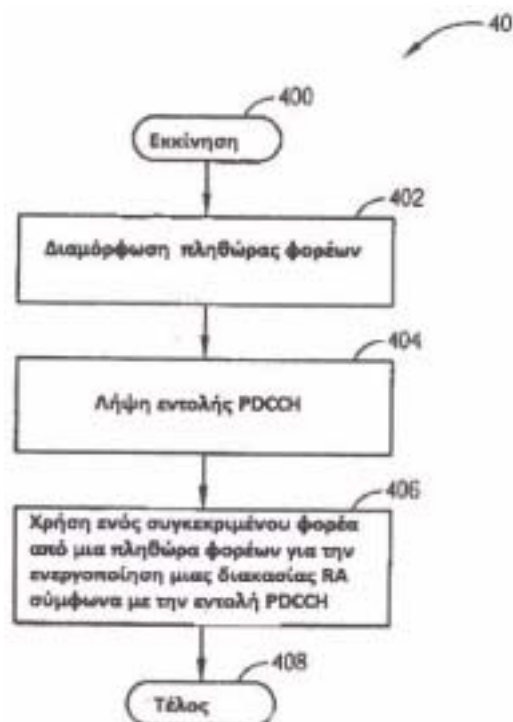 40
400
Εκκίνηση
402
Διαμόρφωση πληθώρας φορέων
404
Λήψη εντολής PDCCH
406
Χρήση ενός συγκεκριμένου φορέα
από μια πληθώρα φορέων για την
ενεργοποίηση μιας διακασίας RA
σύμφωνα με την εντολή PDCCH
408
Τέλος